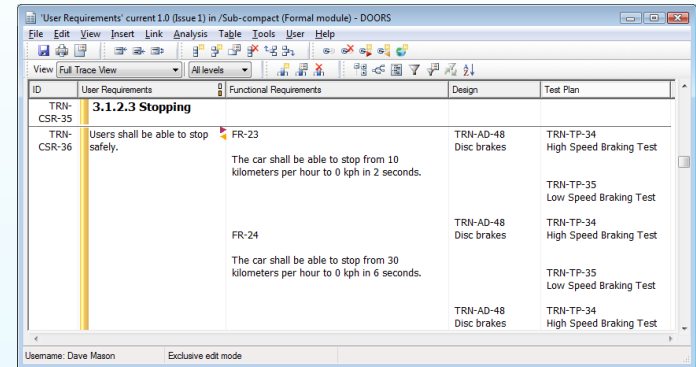 'User Requirements' current 1.0 (Issue 1) in /Sub-compact (Formal module) - DOORS
File Edit View Insert Link Analysis Table Tools User Help
View Full Trace View All levels
ID User Requirements Functional Requirements Design Test Plan
TRN-CSR-35 3.1.2.3 Stopping
TRN- Users shall be able to stop FR-23 TRN-AD-48 TRN-TP-34
CSR-36 safely. Disc brakes High Speed Braking Test
The car shall be able to stop from 10
kilometers per hour to 0 kph in 2 seconds.
TRN-TP-35
Low Speed Braking Test
TRN-AD-48 TRN-TP-34
FR-24 Disc brakes High Speed Braking Test
The car shall be able to stop from 30
kilometers per hour to 0 kph in 6 seconds. TRN-TP-35
Low Speed Braking Test
TRN-AD-48 TRN-TP-34
Disc brakes High Speed Braking Test
Username: Dave Mason Exclusive edit mode